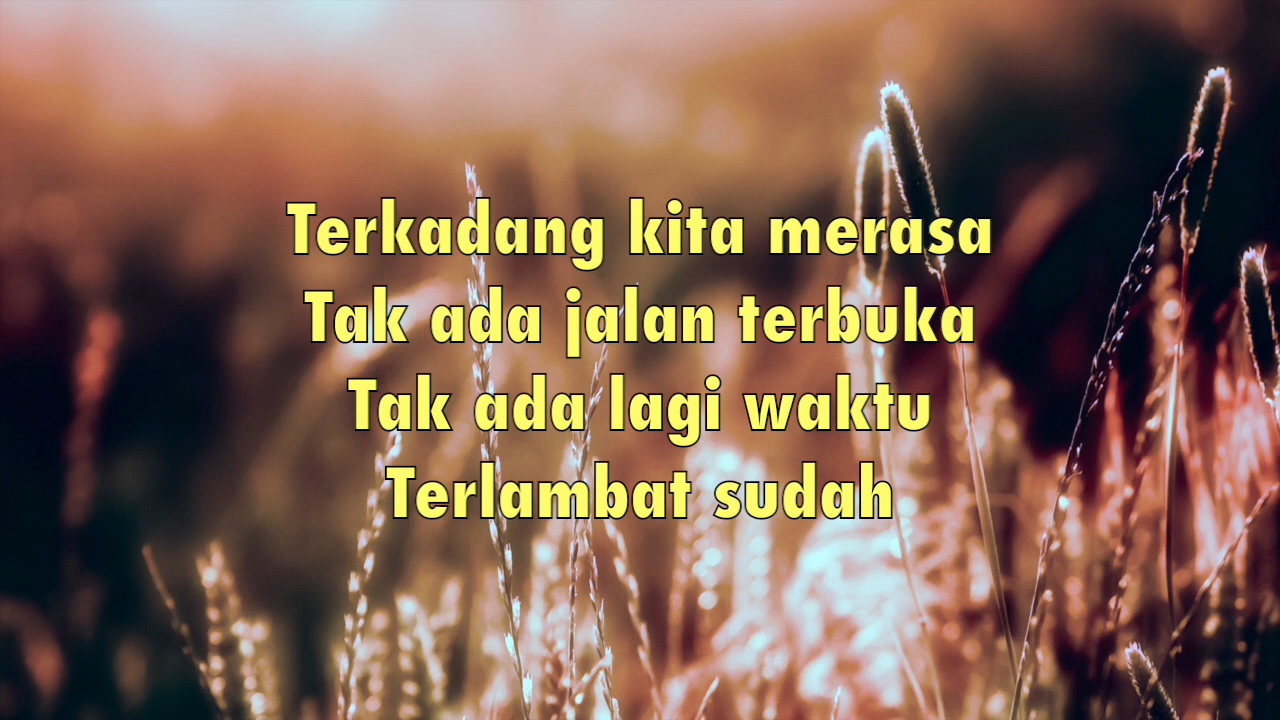 Terkadang kita merasa
Tak ada jalan terbuka
Tak ada lagi waktu
Terlambat sudah